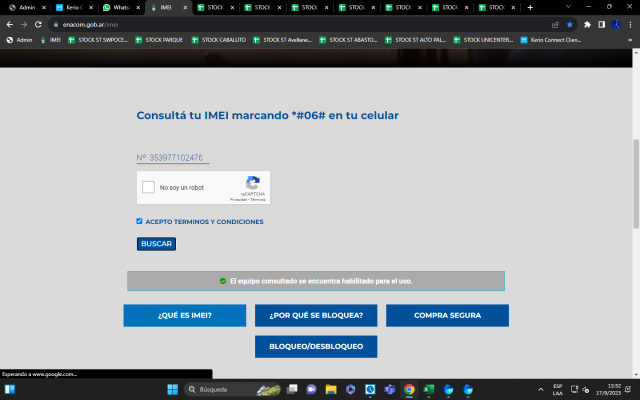 Admin
Kerio I
Whats
IMEI
STOCK
STOCK
STOCK
STOCK
STOCK
STOCK
STOCK
STOCK
enacom.gob.ar/imei
Admin
IMEI
STOCK ST SWPOCE...
STOCK PARQUE
STOCK CABALLITO
STOCK ST Avellane...
STOCK ST ABASTO...
STOCK ST ALTO PAL...
STOCK UNICENTER...
Kerio Connect Clien...
Consultá tu IMEI marcando *#06# en tu celular
Nº 353977102476
No soy un robot
reCAPTCHA
Privacidad - Términos
ACEPTO TERMINOS Y CONDICIONES
BUSCAR
El equipo consultado se encuentra habilitado para el uso.
¿QUÉ ES IMEI?
¿POR QUÉ SE BLOQUEA?
COMPRA SEGURA
BLOQUEO/DESBLOQUEO
Esperando a www.google.com...
Búsqueda
ESP
LAA
15:52
17/9/2023